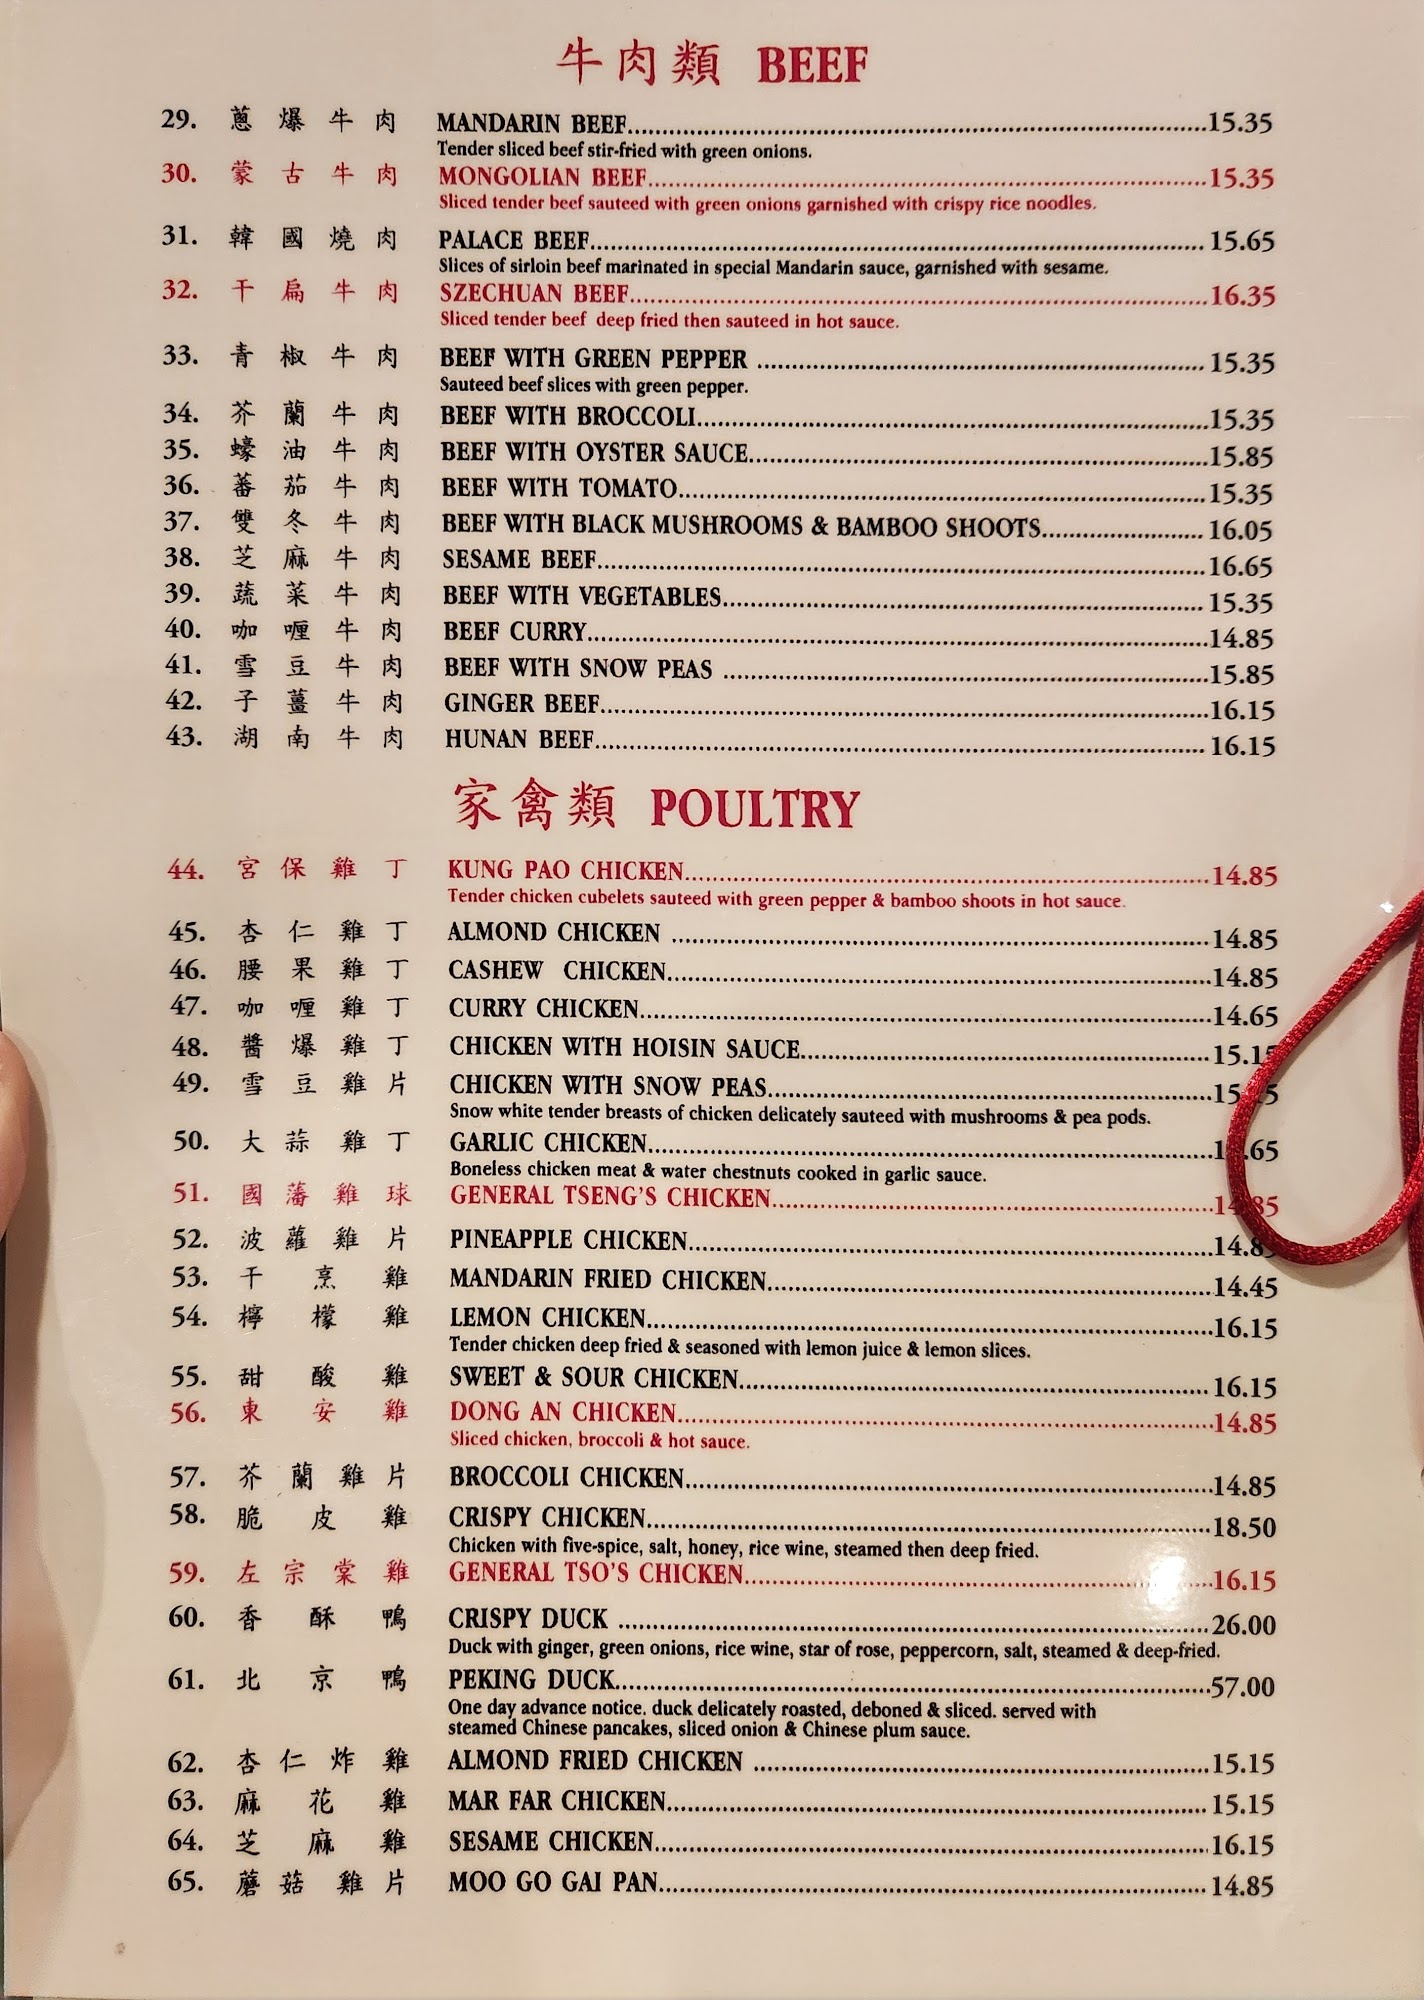 牛肉類 BEEF
29. 蔥爆牛肉 MANDARIN BEEF 15.35
Tender sliced beef stir-fried with green onions.
30. 蒙古牛肉 MONGOLIAN BEEF 15.35
Sliced tender beef sauteed with green onions garnished with crispy rice noodles.
31. 韓國燒肉 PALACE BEEF 15.65
Slices of sirloin beef marinated in special Mandarin sauce, garnished with sesame.
32. 干扁牛肉 SZECHUAN BEEF 16.35
Sliced tender beef deep fried then sauteed in hot sauce.
33. 青椒牛肉 BEEF WITH GREEN PEPPER 15.35
Sauteed beef slices with green pepper.
34. 芥蘭牛肉 BEEF WITH BROCCOLI 15.35
35. 蠔油牛肉 BEEF WITH OYSTER SAUCE 15.85
36. 蕃茄牛肉 BEEF WITH TOMATO 15.35
37. 雙冬牛肉 BEEF WITH BLACK MUSHROOMS & BAMBOO SHOOTS 16.05
38. 芝麻牛肉 SESAME BEEF 16.65
39. 蔬菜牛肉 BEEF WITH VEGETABLES 15.35
40. 咖喱牛肉 BEEF CURRY 14.85
41. 雪豆牛肉 BEEF WITH SNOW PEAS 15.85
42. 子薑牛肉 GINGER BEEF 16.15
43. 湖南牛肉 HUNAN BEEF 16.15
家禽類 POULTRY
44. 宮保雞丁 KUNG PAO CHICKEN 14.85
Tender chicken cubelets sauteed with green pepper & bamboo shoots in hot sauce.
45. 杏仁雞丁 ALMOND CHICKEN 14.85
46. 腰果雞丁 CASHEW CHICKEN 14.85
47. 咖喱雞丁 CURRY CHICKEN 14.65
48. 醬爆雞丁 CHICKEN WITH HOISIN SAUCE 15.15
49. 雪豆雞片 CHICKEN WITH SNOW PEAS
Snow white tender breasts of chicken delicately sauteed with mushrooms & pea pods.
50. 大蒜雞丁 GARLIC CHICKEN
Boneless chicken meat & water chestnuts cooked in garlic sauce.
51. 國藩雞球 GENERAL TSENG'S CHICKEN 14.85
52. 波蘿雞片 PINEAPPLE CHICKEN 14.85
53. 干烹雞 MANDARIN FRIED CHICKEN 14.45
54. 檸檬雞 LEMON CHICKEN 16.15
Tender chicken deep fried & seasoned with lemon juice & lemon slices.
55. 甜酸雞 SWEET & SOUR CHICKEN 16.15
56. 東安雞 DONG AN CHICKEN 14.85
Sliced chicken, broccoli & hot sauce.
57. 芥蘭雞片 BROCCOLI CHICKEN 14.85
58. 脆皮雞 CRISPY CHICKEN 18.50
Chicken with five-spice, salt, honey, rice wine, steamed then deep fried.
59. 左宗棠雞 GENERAL TSO'S CHICKEN 16.15
60. 香酥鴨 CRISPY DUCK 26.00
Duck with ginger, green onions, rice wine, star of rose, peppercorn, salt, steamed & deep-fried.
61. 北京鴨 PEKING DUCK 57.00
One day advance notice. duck delicately roasted, deboned & sliced. served with
steamed Chinese pancakes, sliced onion & Chinese plum sauce.
62. 杏仁炸雞 ALMOND FRIED CHICKEN 15.15
63. 麻花雞 MAR FAR CHICKEN 15.15
64. 芝麻雞 SESAME CHICKEN 16.15
65. 蘑菇雞片 MOO GO GAI PAN 14.85